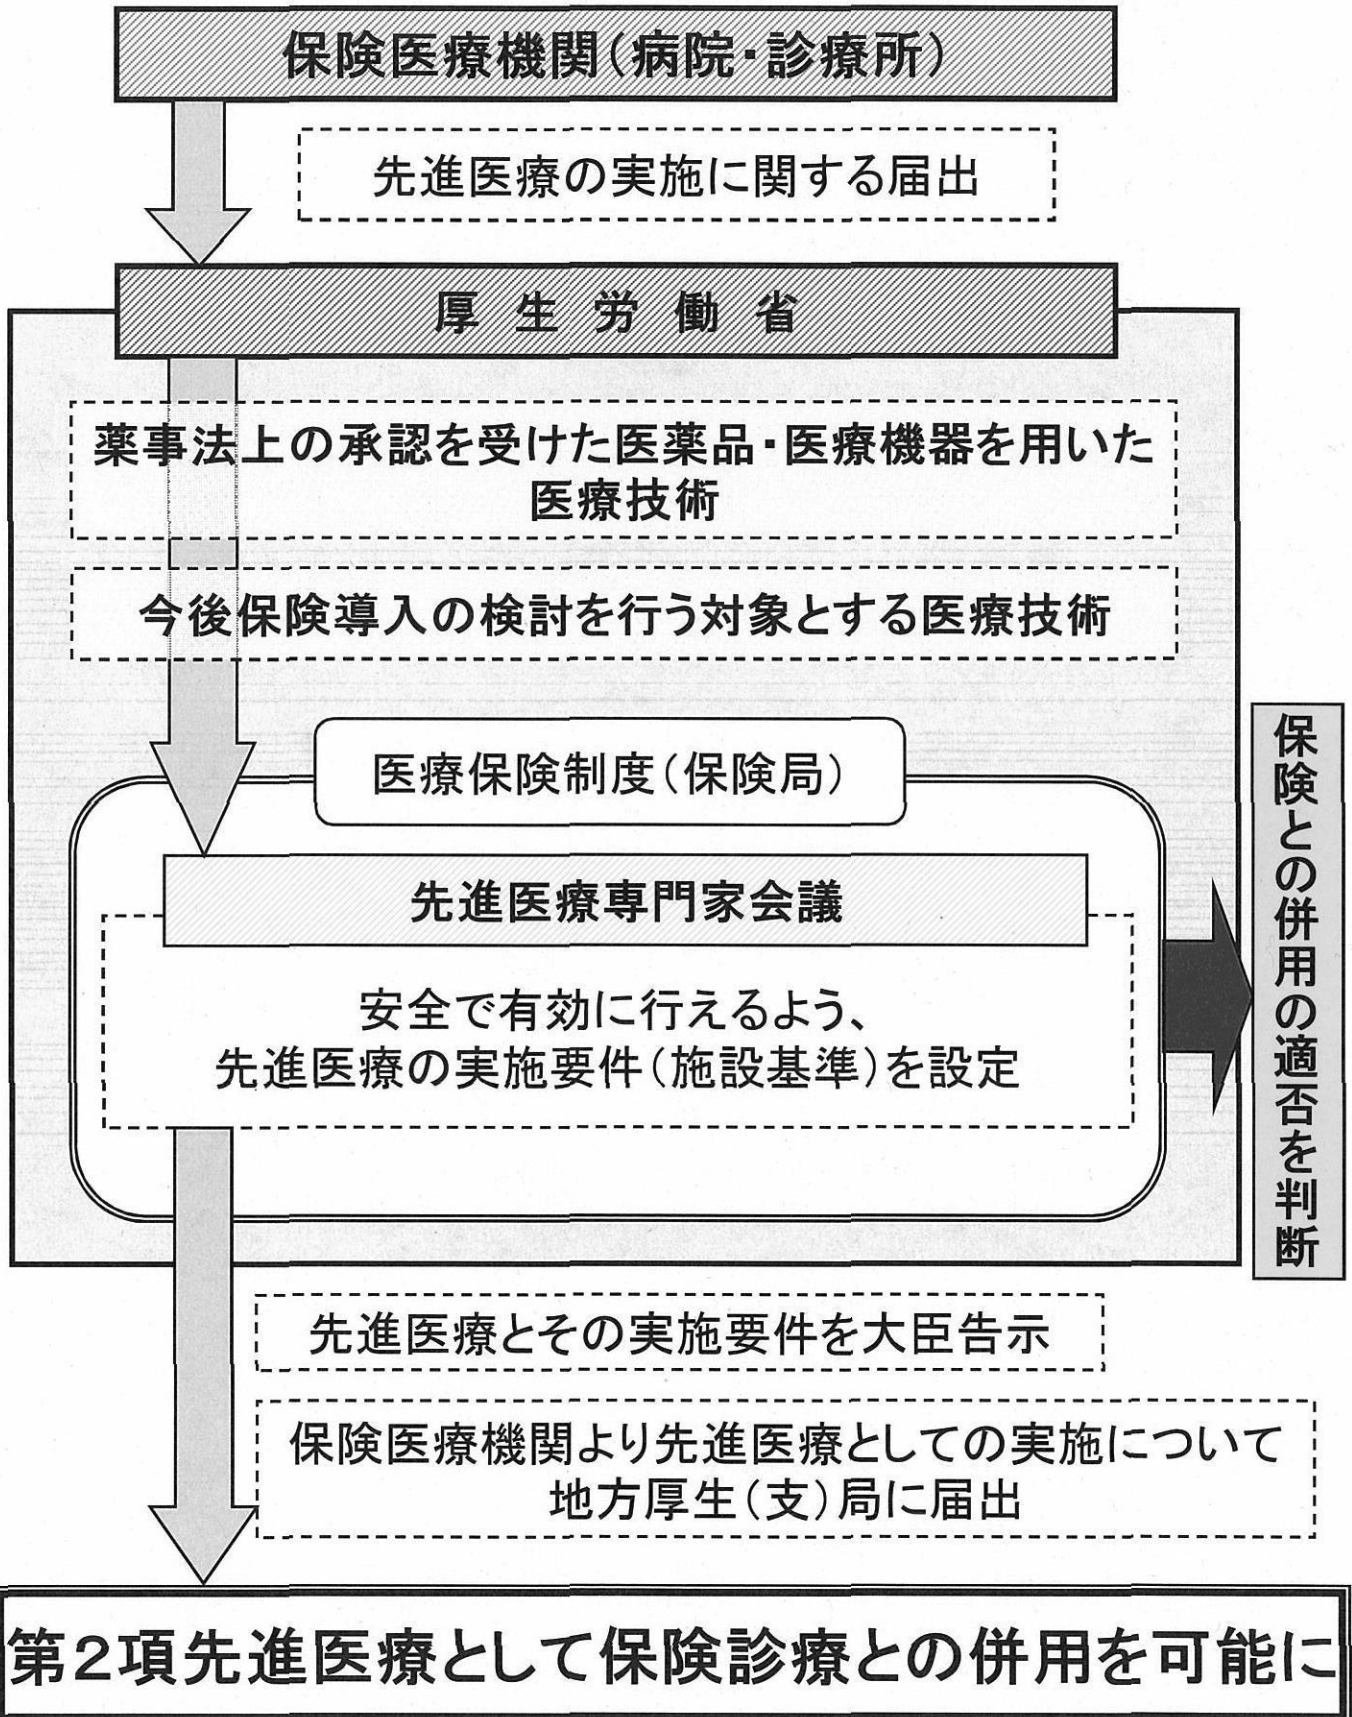 保険医療機関（病院・診療所）
先進医療の実施に関する届出
厚生労働省
薬事法上の承認を受けた医薬品・医療機器を用いた
医療技術
今後保険導入の検討を行う対象とする医療技術
医療保険制度（保険局）
先進医療専門家会議
安全で有効に行えるよう、
先進医療の実施要件（施設基準）を設定
保険との併用の適否を判断
先進医療とその実施要件を大臣告示
保険医療機関より先進医療としての実施について
地方厚生（支）局に届出
第２項先進医療として保険診療との併用を可能に